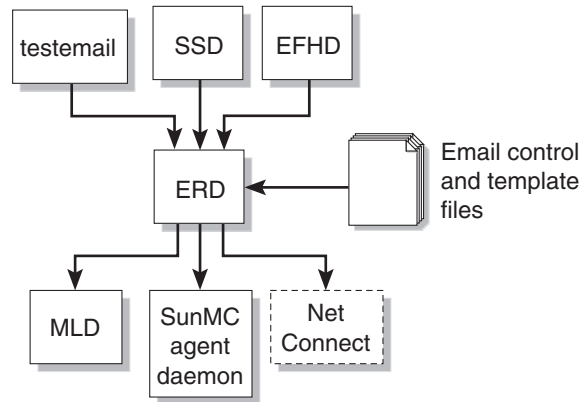 testemail
SSD
EFHD
ERD
Email control
and template
files
MLD
SunMC
agent
daemon
Net
Connect